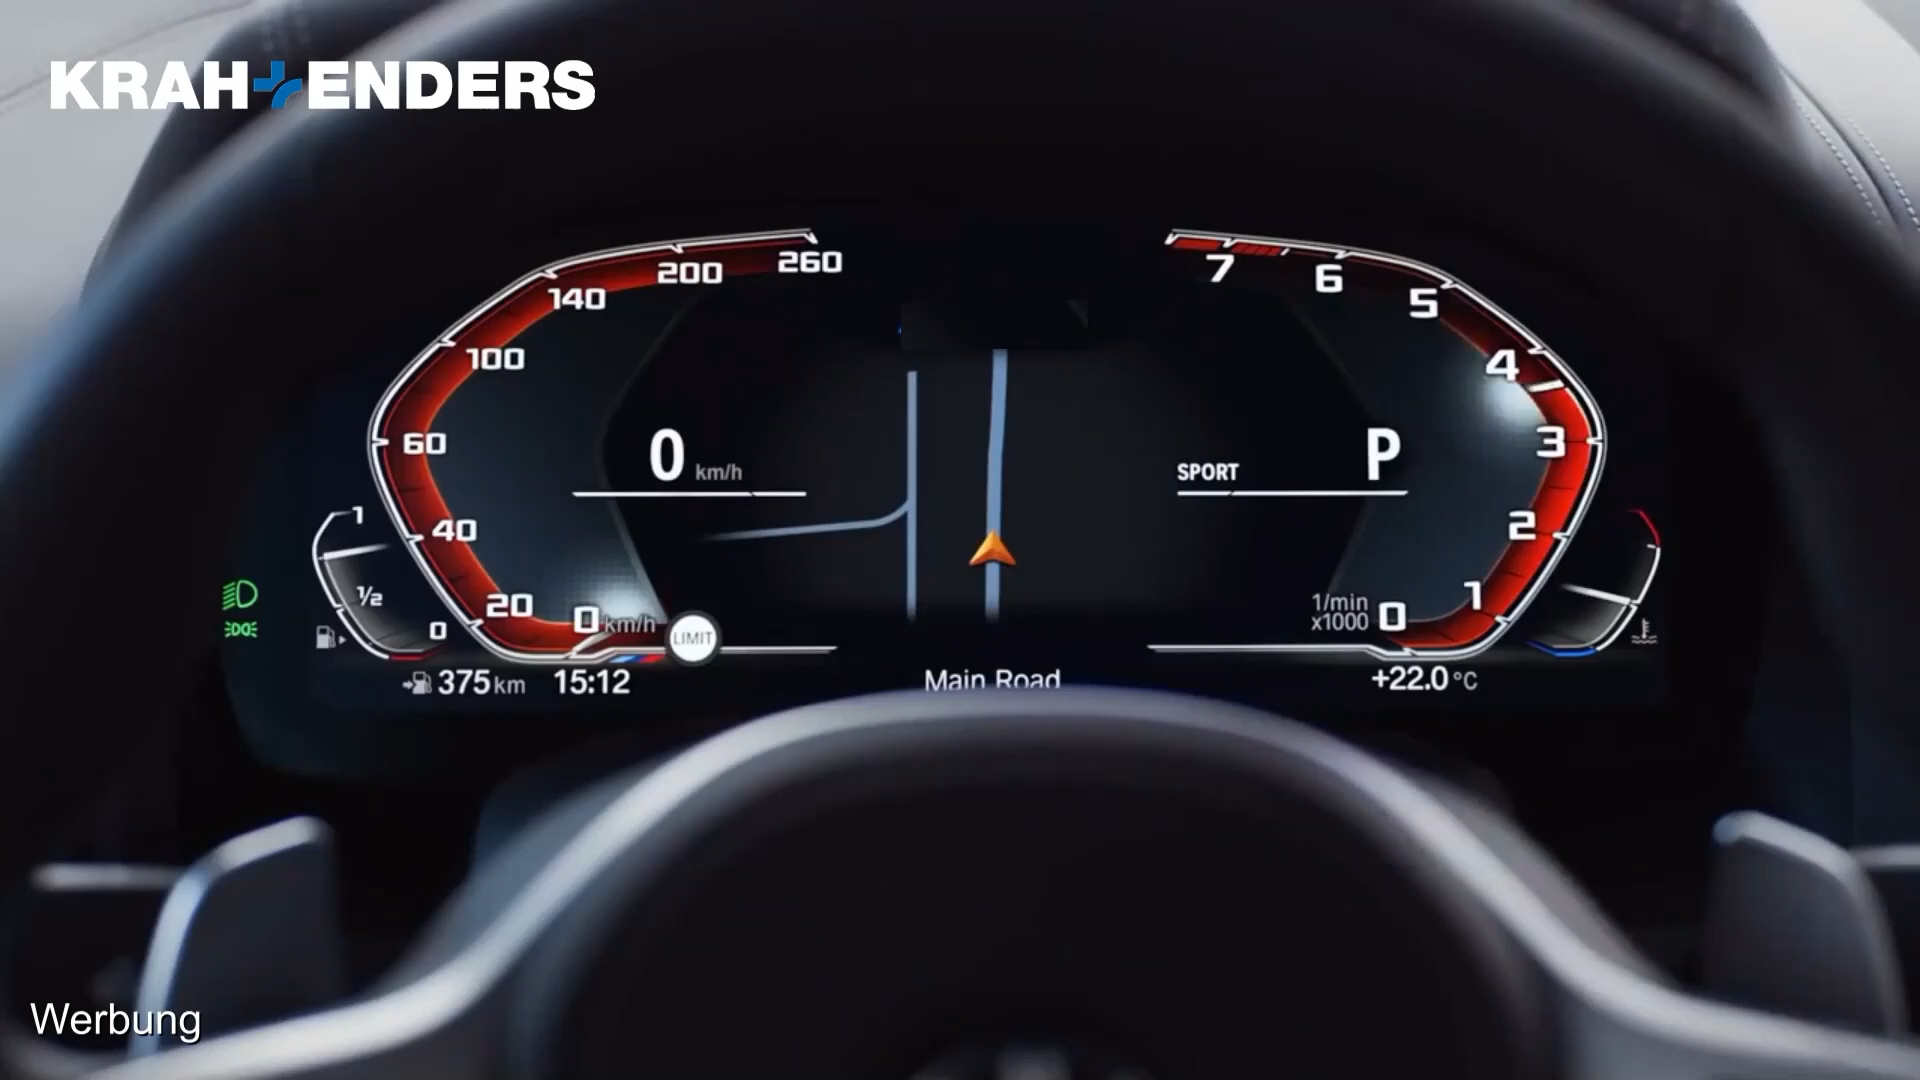 KRAH+ENDERS
260
200
140
100
60
40
20
0 km/h
7
6
5
4
3
2
1
0
1/min
x1000
0 km/h
SPORT
P
1
1/2
0
LIMIT
375 km
15:12
Main Road
+22.0 °C
Werbung